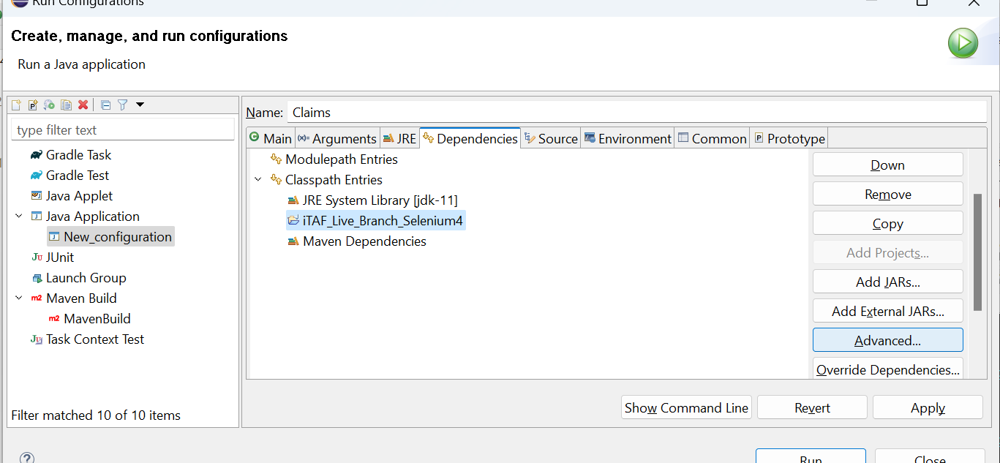 Run Configurations
Create, manage, and run configurations
Run a Java application
type filter text
Gradle Task
Gradle Test
Java Applet
Java Application
New_configuration
JUnit
Launch Group
Maven Build
m2 MavenBuild
Task Context Test
Filter matched 10 of 10 items
Name: Claims
Main (x)= Arguments JRE Dependencies Source Environment Common Prototype
Modulepath Entries
Classpath Entries
JRE System Library [jdk-11]
iTAF_Live_Branch_Selenium4
Maven Dependencies
Down
Remove
Copy
Add Projects...
Add JARs...
Add External JARs...
Advanced...
Override Dependencies...
Show Command Line Revert Apply
? Run Close